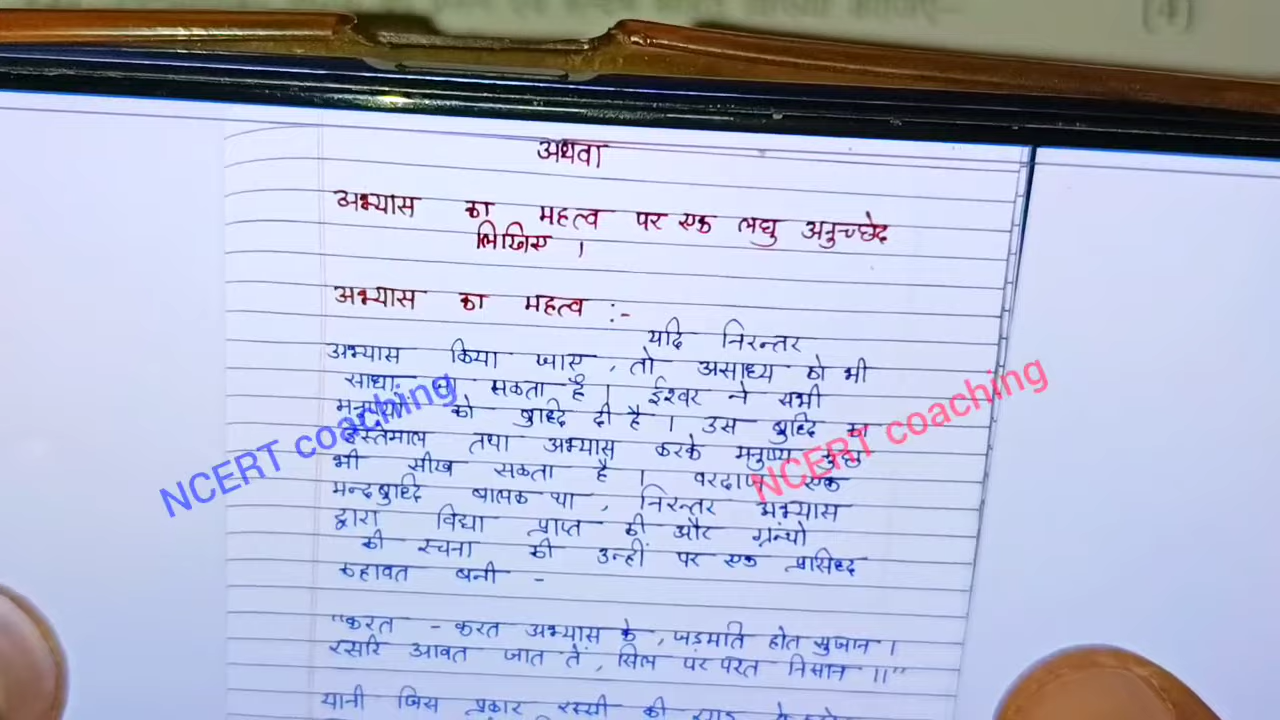 (4)
अथवा
अभ्यास का महत्व पर एक लघु अनुच्छेद
लिखिए ।
अभ्यास का महत्व :-
यदि निरन्तर
अभ्यास किया जाए , तो असाध्य को भी
साधा जा सकता है । ईश्वर ने सभी
मनुष्यों को बुद्धि दी है । उस बुद्धि का
इस्तेमाल तथा अभ्यास करके मनुष्य कुछ
भी सीख सकता है । वरदाज एक
मन्दबुद्धि बालक था , निरन्तर अभ्यास
द्वारा विद्या प्राप्त की और ग्रंन्थो
की रचना की उन्हीं पर एक प्रसिध्द
कहावत बनी -
"करत - करत अभ्यास के , जड़मति होत सुजान ।
रसरि आवत जात तें , सिल पर परत निसान ॥"
यानी जिस प्रकार रस्सी की
NCERT coaching
NCERT coaching